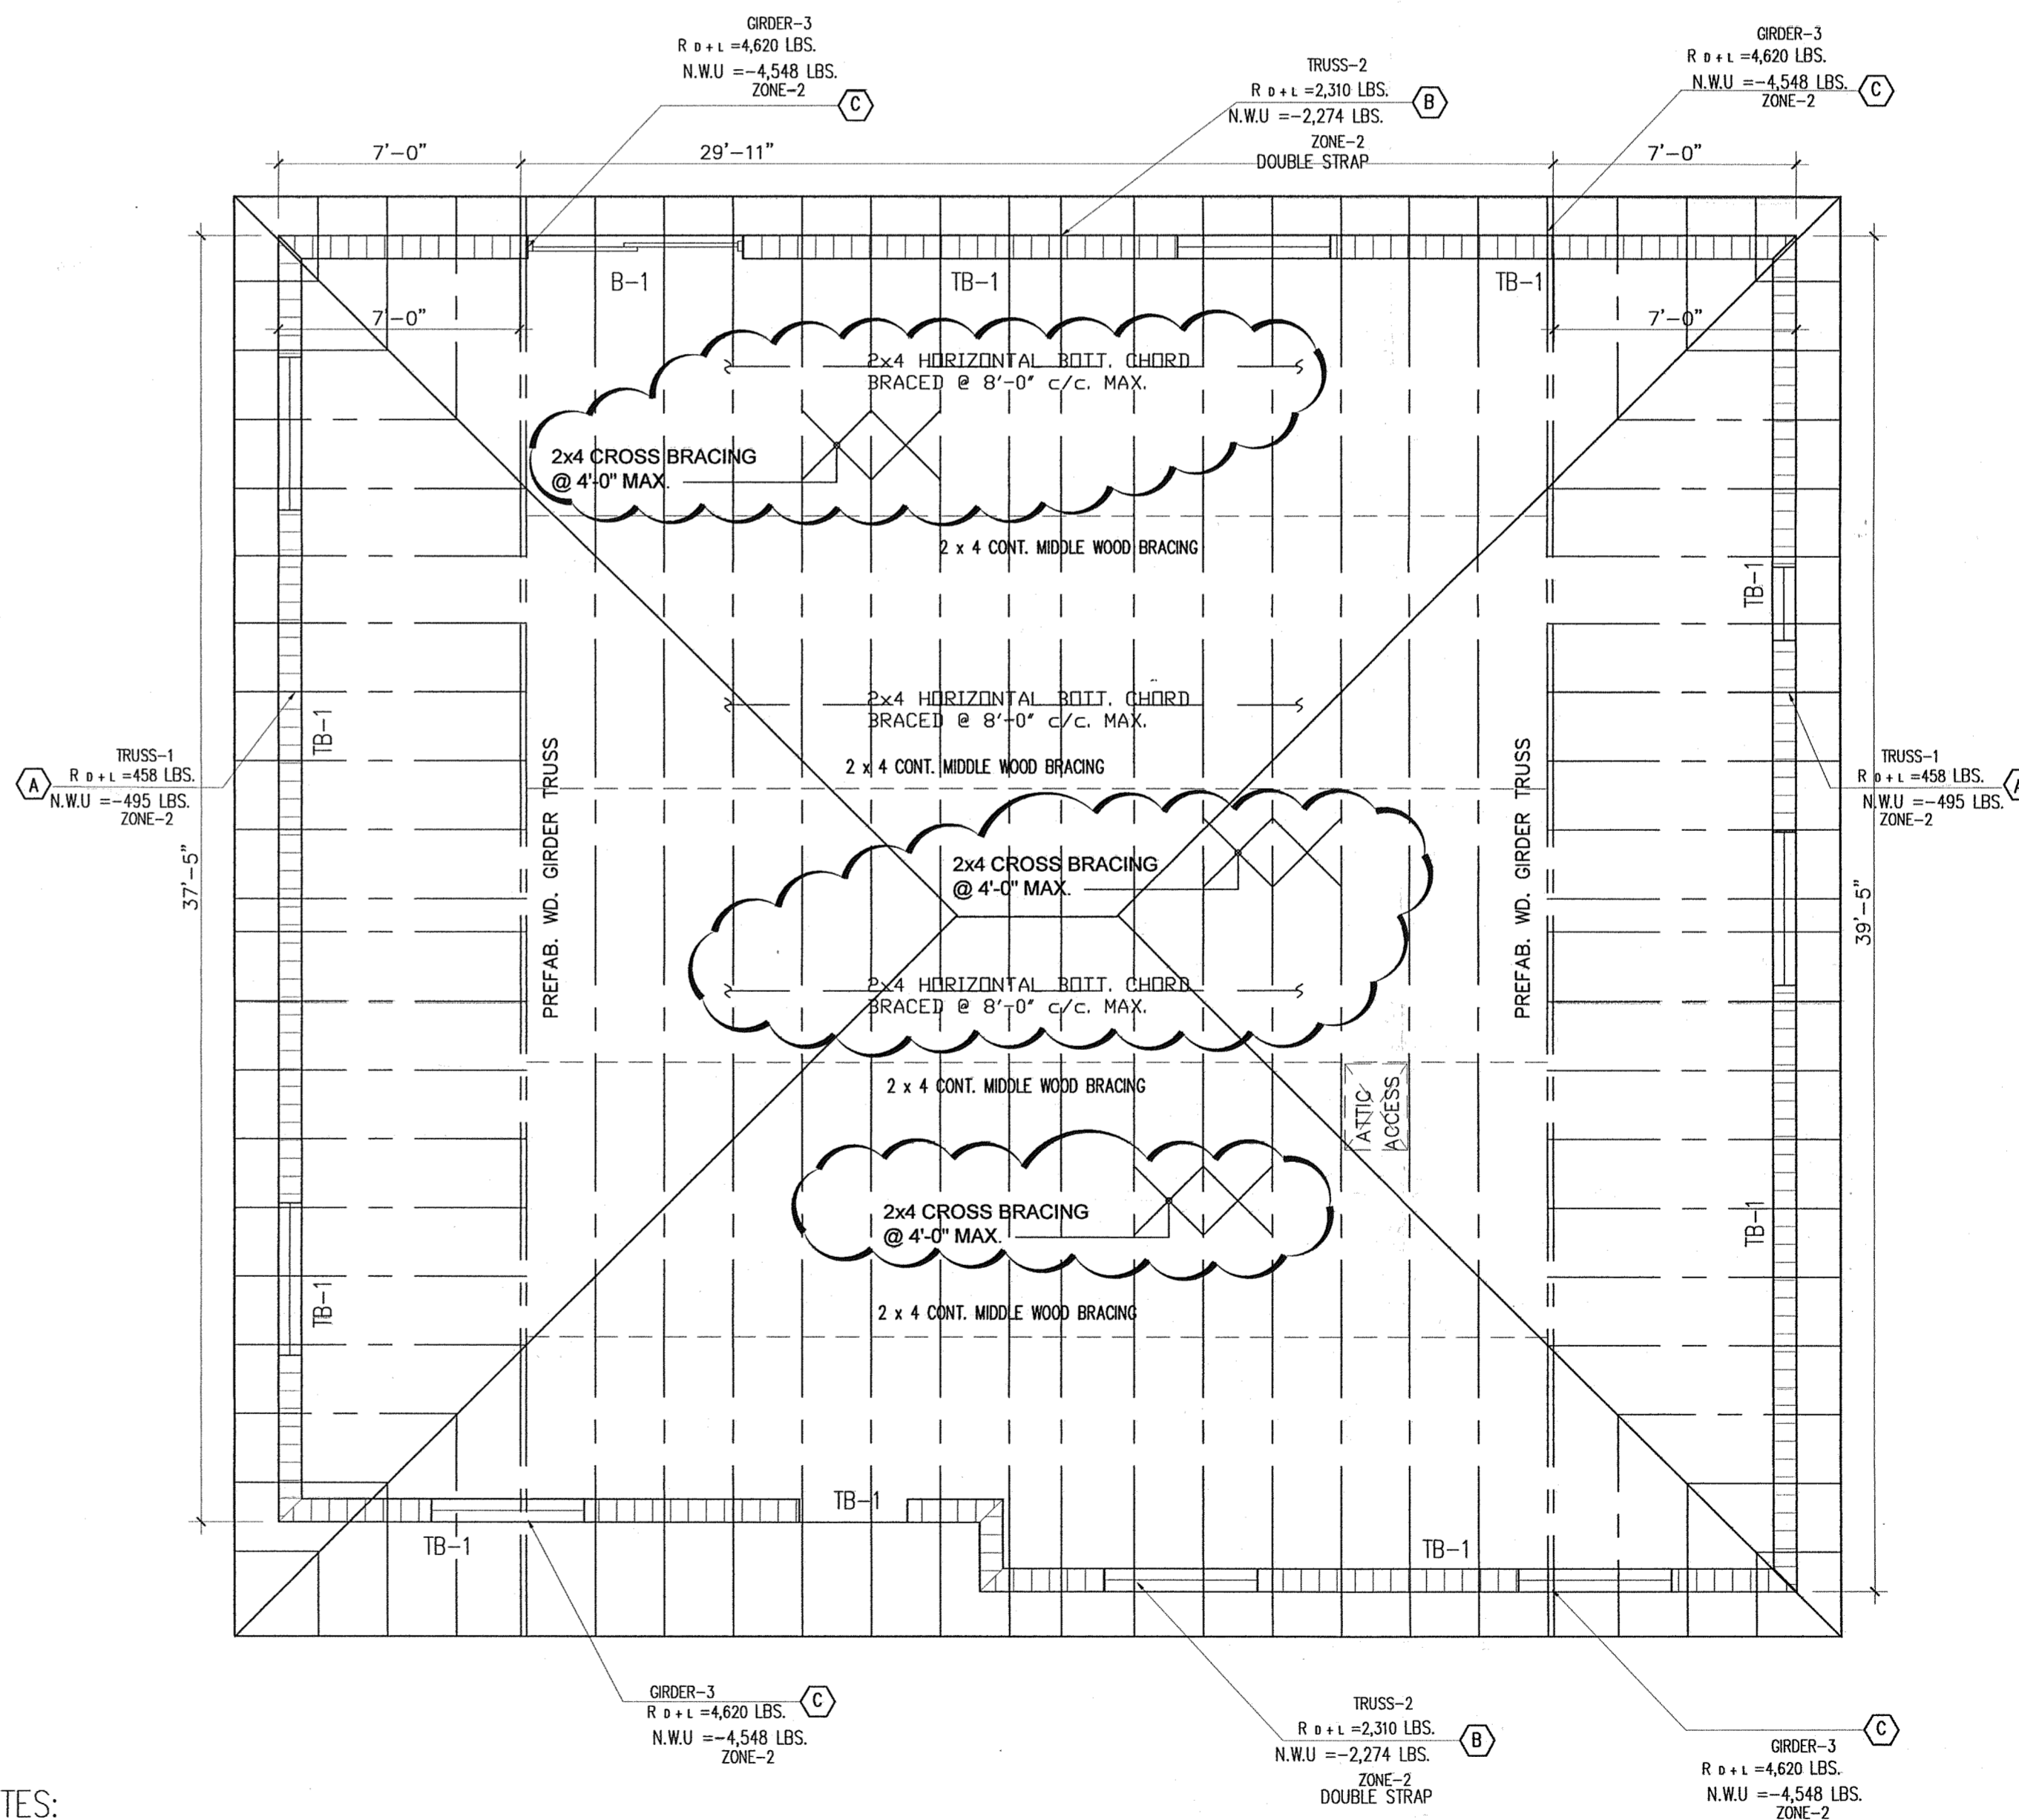 GIRDER-3
R D + L =4,620 LBS.
N.W.U =-4,548 LBS.
ZONE-2
C
TRUSS-2
R D + L =2,310 LBS.
N.W.U =-2,274 LBS.
B
ZONE-2
DOUBLE STRAP
GIRDER-3
R D + L =4,620 LBS.
N.W.U =-4,548 LBS.
ZONE-2
C
7'-0"
29'-11"
7'-0"
B-1
TB-1
TB-1
7'-0"
7'-0"
2x4 HORIZONTAL BOTT. CHORD
BRACED @ 8'-0" c/c. MAX.
2x4 CROSS BRACING
@ 4'-0" MAX.
2 x 4 CONT. MIDDLE WOOD BRACING
TB-1
2x4 HORIZONTAL BOTT. CHORD
BRACED @ 8'-0" c/c. MAX.
TB-1
2 x 4 CONT. MIDDLE WOOD BRACING
TRUSS-1
R D + L =458 LBS.
A
N.W.U =-495 LBS.
ZONE-2
TRUSS-1
R D + L =458 LBS.
A
N.W.U =-495 LBS.
ZONE-2
PREFAB. WD. GIRDER TRUSS
PREFAB. WD. GIRDER TRUSS
37'-5"
39'-5"
2x4 CROSS BRACING
@ 4'-0" MAX.
2x4 HORIZONTAL BOTT. CHORD
BRACED @ 8'-0" c/c. MAX.
2 x 4 CONT. MIDDLE WOOD BRACING
ATTIC
ACCESS
2x4 CROSS BRACING
@ 4'-0" MAX.
TB-1
TB-1
2 x 4 CONT. MIDDLE WOOD BRACING
TB-1
TB-1
TB-1
GIRDER-3
R D + L =4,620 LBS.
C
N.W.U =-4,548 LBS.
ZONE-2
TRUSS-2
R D + L =2,310 LBS.
B
N.W.U =-2,274 LBS.
ZONE-2
DOUBLE STRAP
C
GIRDER-3
R D + L =4,620 LBS.
N.W.U =-4,548 LBS.
ZONE-2
TES: